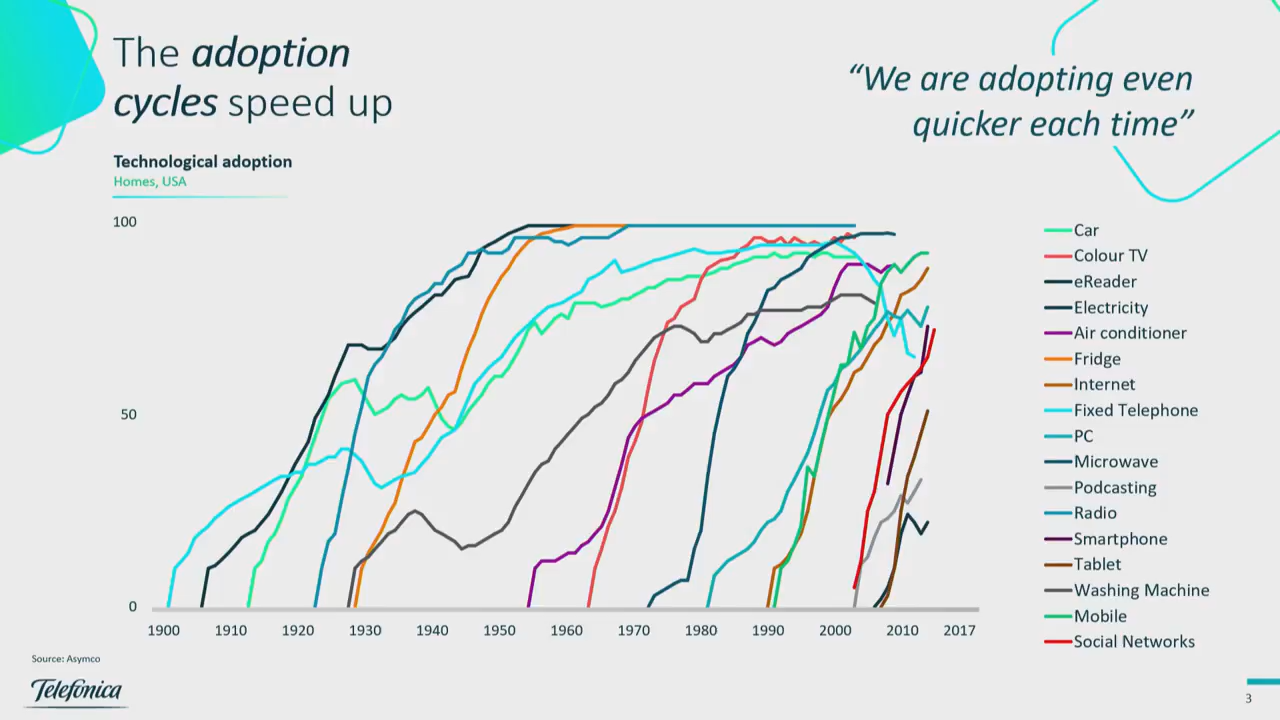 The adoption
cycles speed up
“We are adopting even
quicker each time”
Technological adoption
Homes, USA
100
50
0
1900 1910 1920 1930 1940 1950 1960 1970 1980 1990 2000 2010 2017
Car
Colour TV
eReader
Electricity
Air conditioner
Fridge
Internet
Fixed Telephone
PC
Microwave
Podcasting
Radio
Smartphone
Tablet
Washing Machine
Mobile
Social Networks
Source: Asymco
Telefónica
3